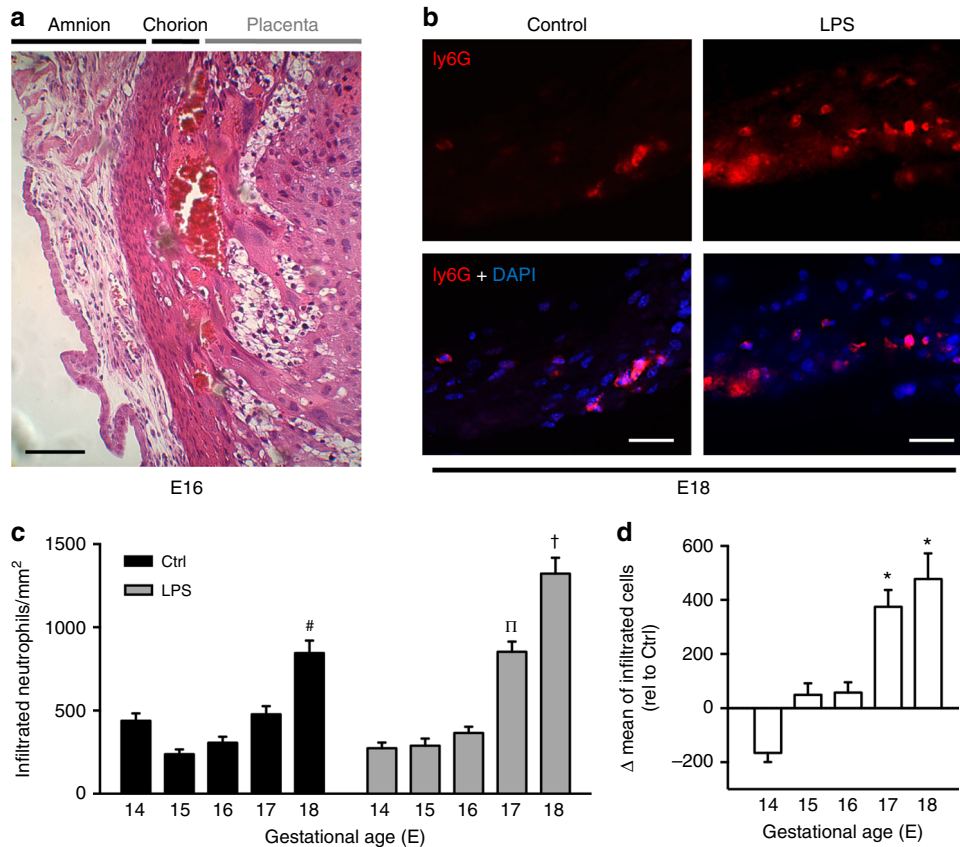 a
Amnion Chorion Placenta
E16
b
Control LPS
ly6G
ly6G + DAPI
E18
c
Infiltrated neutrophils/mm²
1500
1000
500
0
Ctrl
LPS
#
Π
†
14 15 16 17 18 14 15 16 17 18
Gestational age (E)
d
Δ mean of infiltrated cells
(rel to Ctrl)
600
400
200
0
−200
*
*
14 15 16 17 18
Gestational age (E)